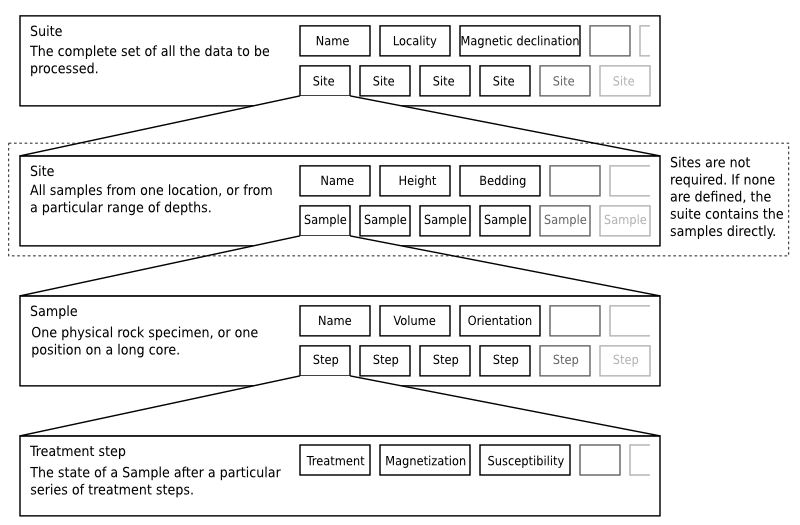 Suite
The complete set of all the data to be
processed.
Name Locality Magnetic declination
Site Site Site Site Site Site
Site
All samples from one location, or from
a particular range of depths.
Name Height Bedding
Sample Sample Sample Sample Sample Sample
Sites are not
required. If none
are defined, the
suite contains the
samples directly.
Sample
One physical rock specimen, or one
position on a long core.
Name Volume Orientation
Step Step Step Step Step Step
Treatment step
The state of a Sample after a particular
series of treatment steps.
Treatment Magnetization Susceptibility